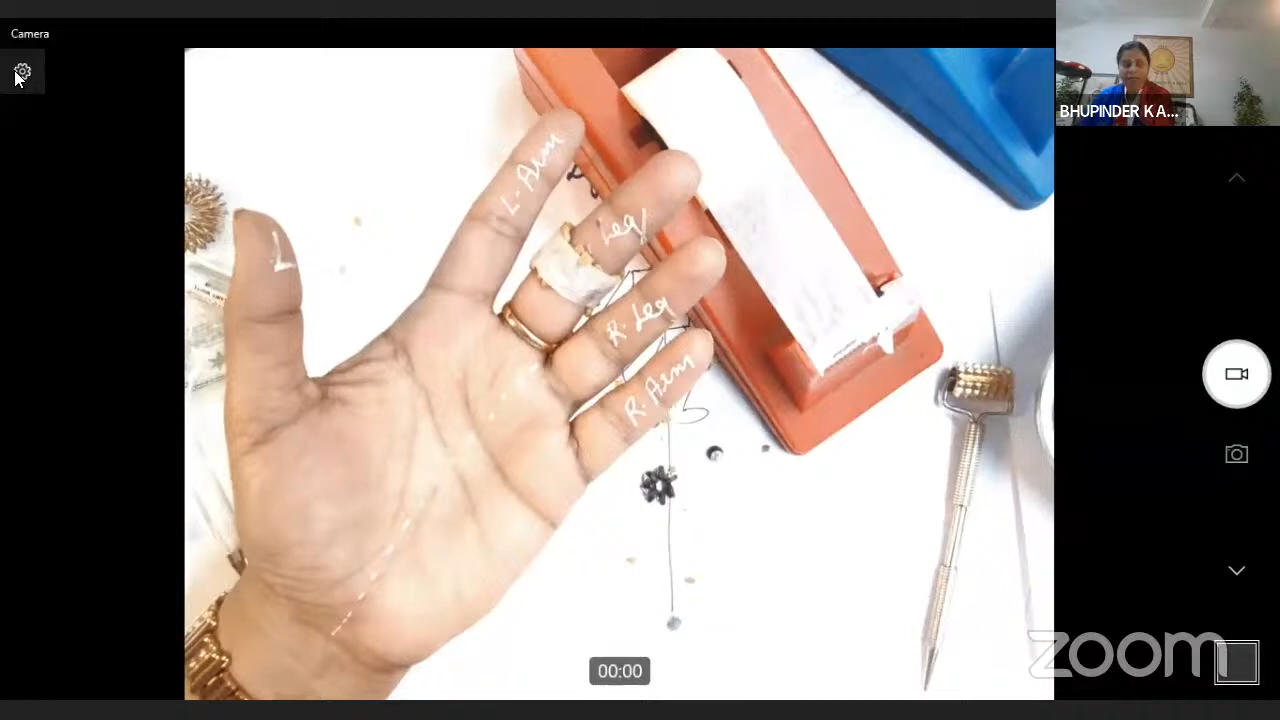 Camera
BHUPINDER K A...
L. Arm
Leg
R. Leg
R. Arm
00:00
zoom